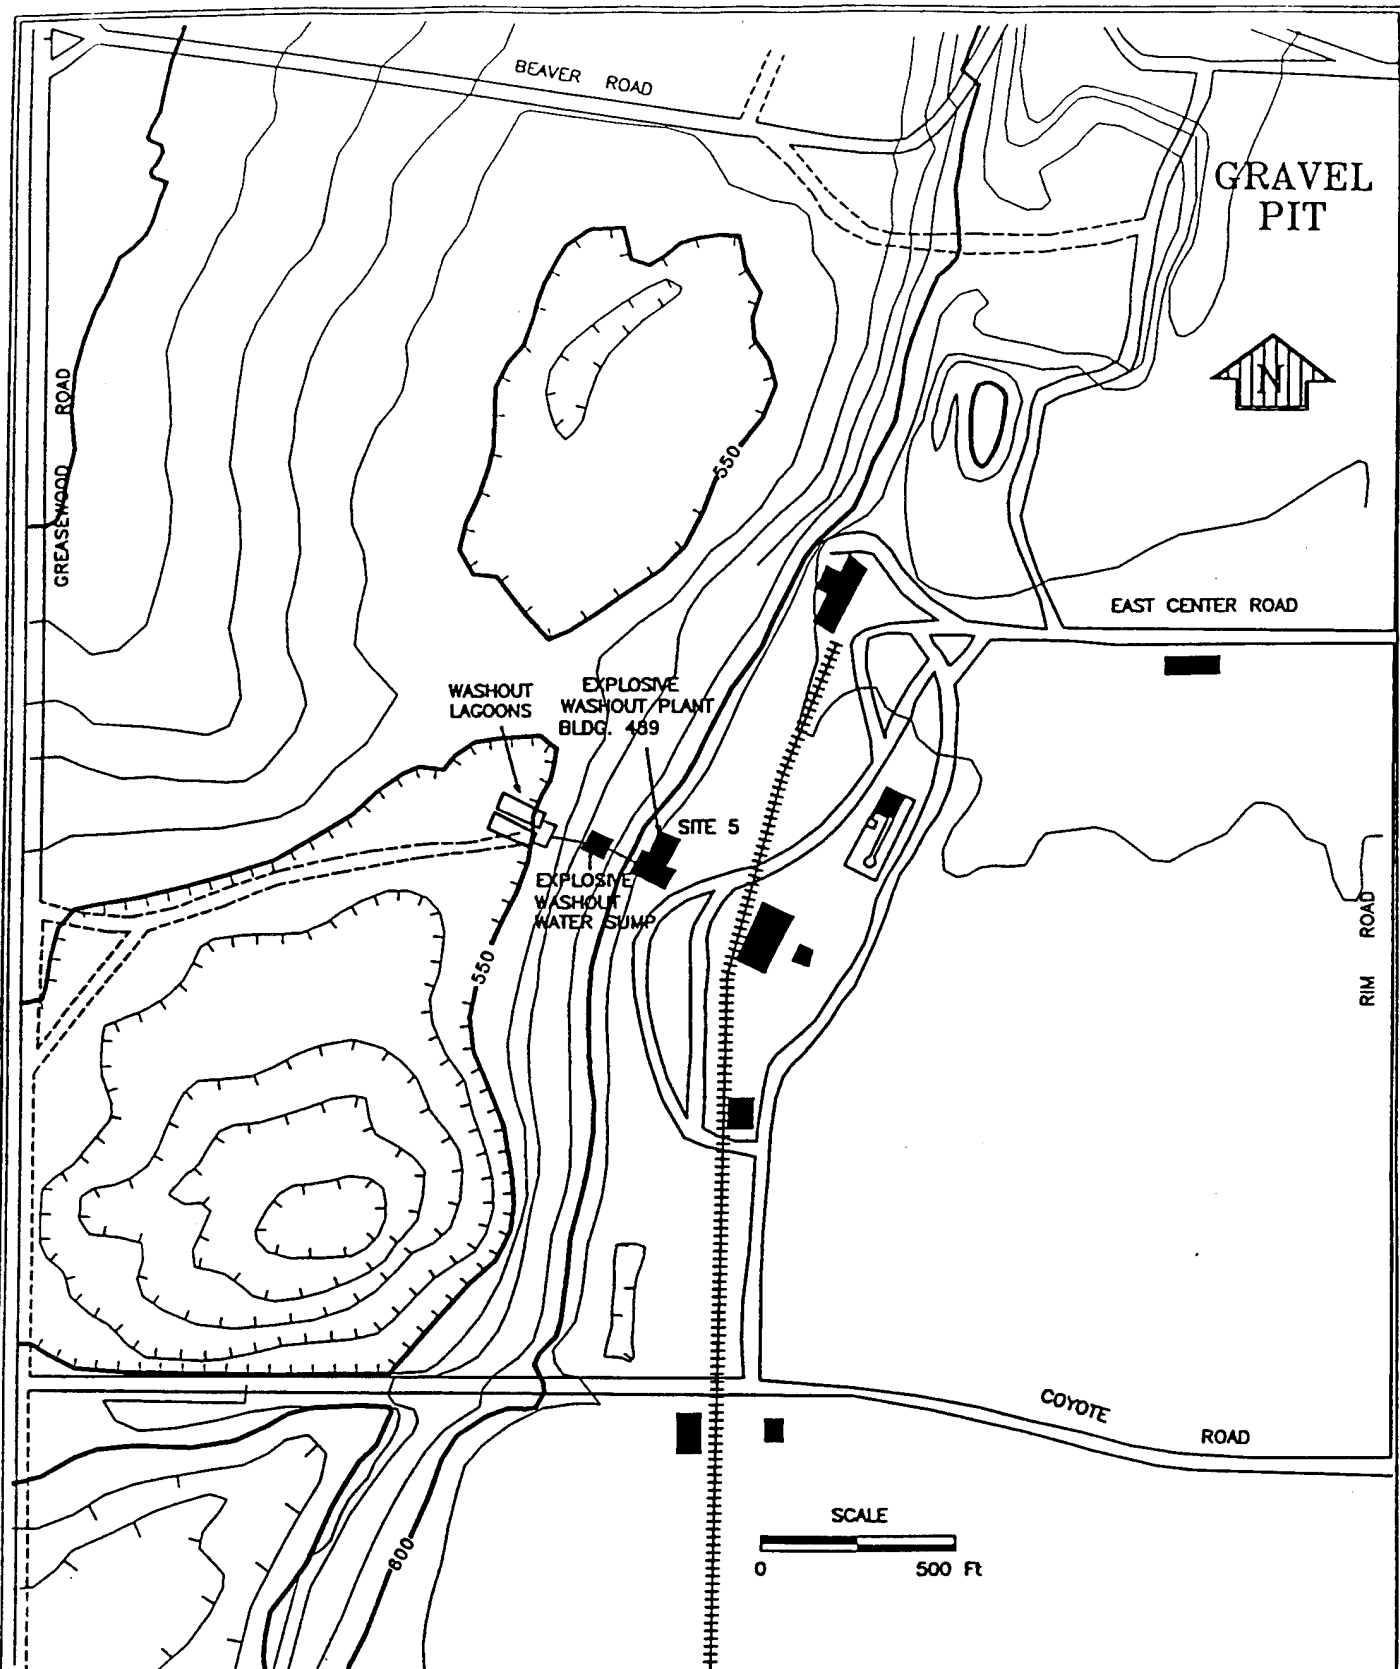 BEAVER ROAD
GRAVEL
PIT
N
GREASEWOOD ROAD
550
EAST CENTER ROAD
WASHOUT
LAGOONS
EXPLOSIVE
WASHOUT PLANT
BLDG. 489
SITE 5
EXPLOSIVE
WASHOUT
WATER SUMP
550
RIM ROAD
COYOTE ROAD
SCALE
0 500 Ft
600